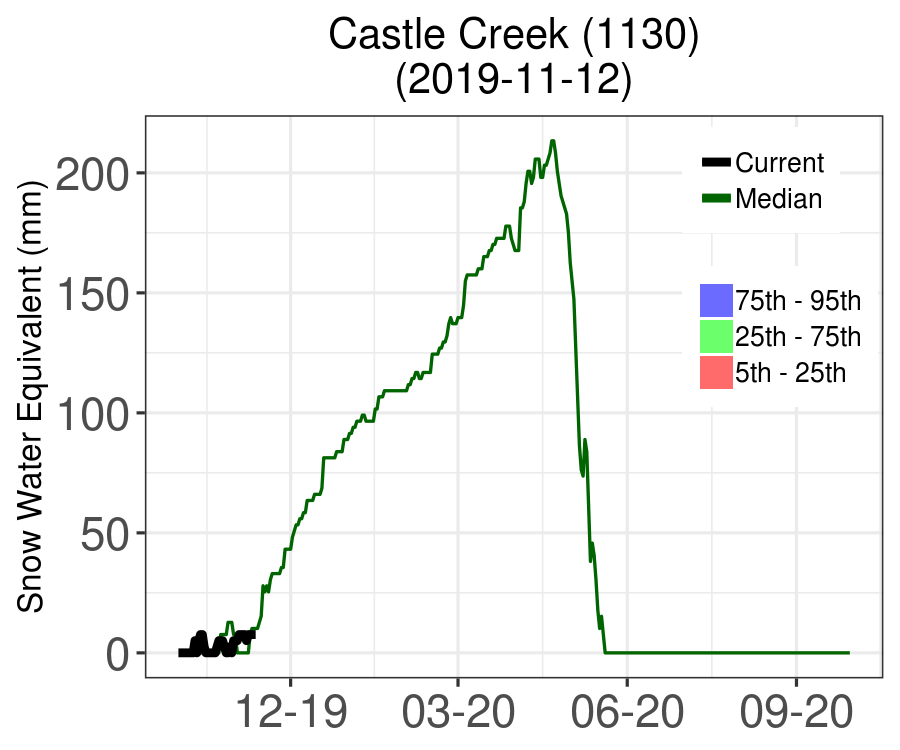 Castle Creek (1130)
(2019-11-12)
Snow Water Equivalent (mm)
200
150
100
50
0
12-19
03-20
06-20
09-20
Current
Median
75th - 95th
25th - 75th
5th - 25th